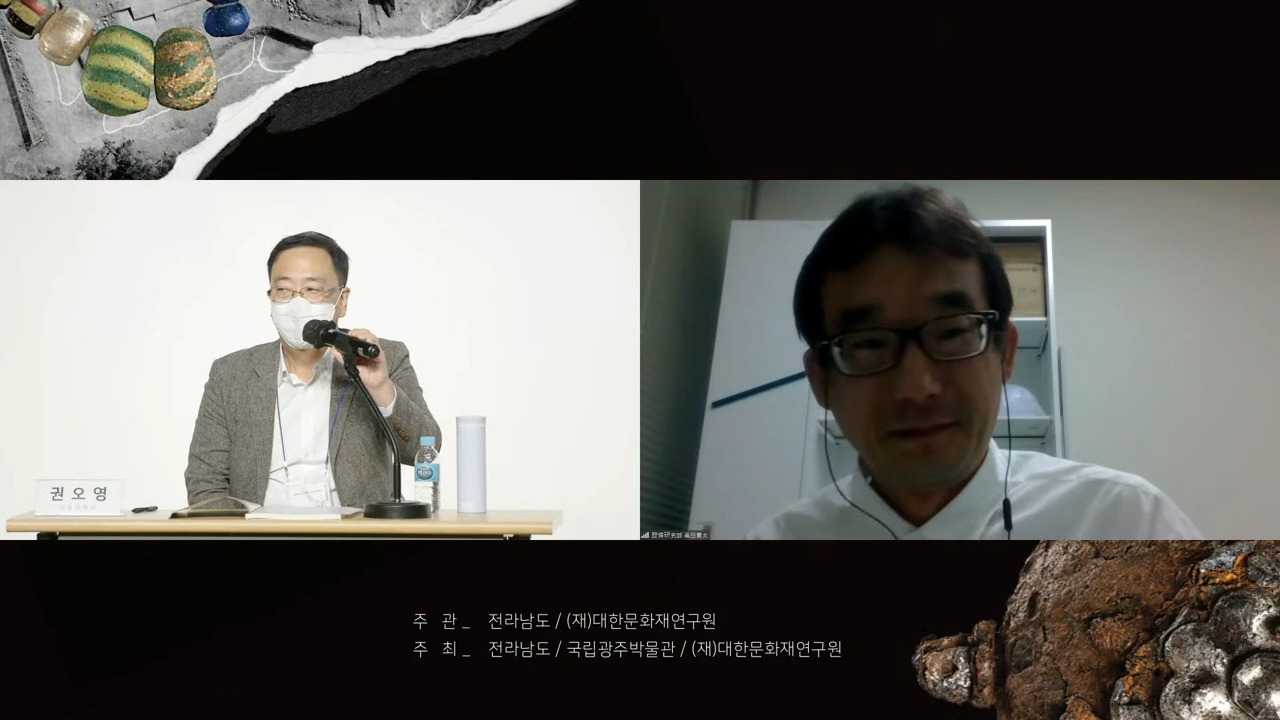 권 오 영
주 관 _ 전라남도 / (재)대한문화재연구원
주 최 _ 전라남도 / 국립광주박물관 / (재)대한문화재연구원